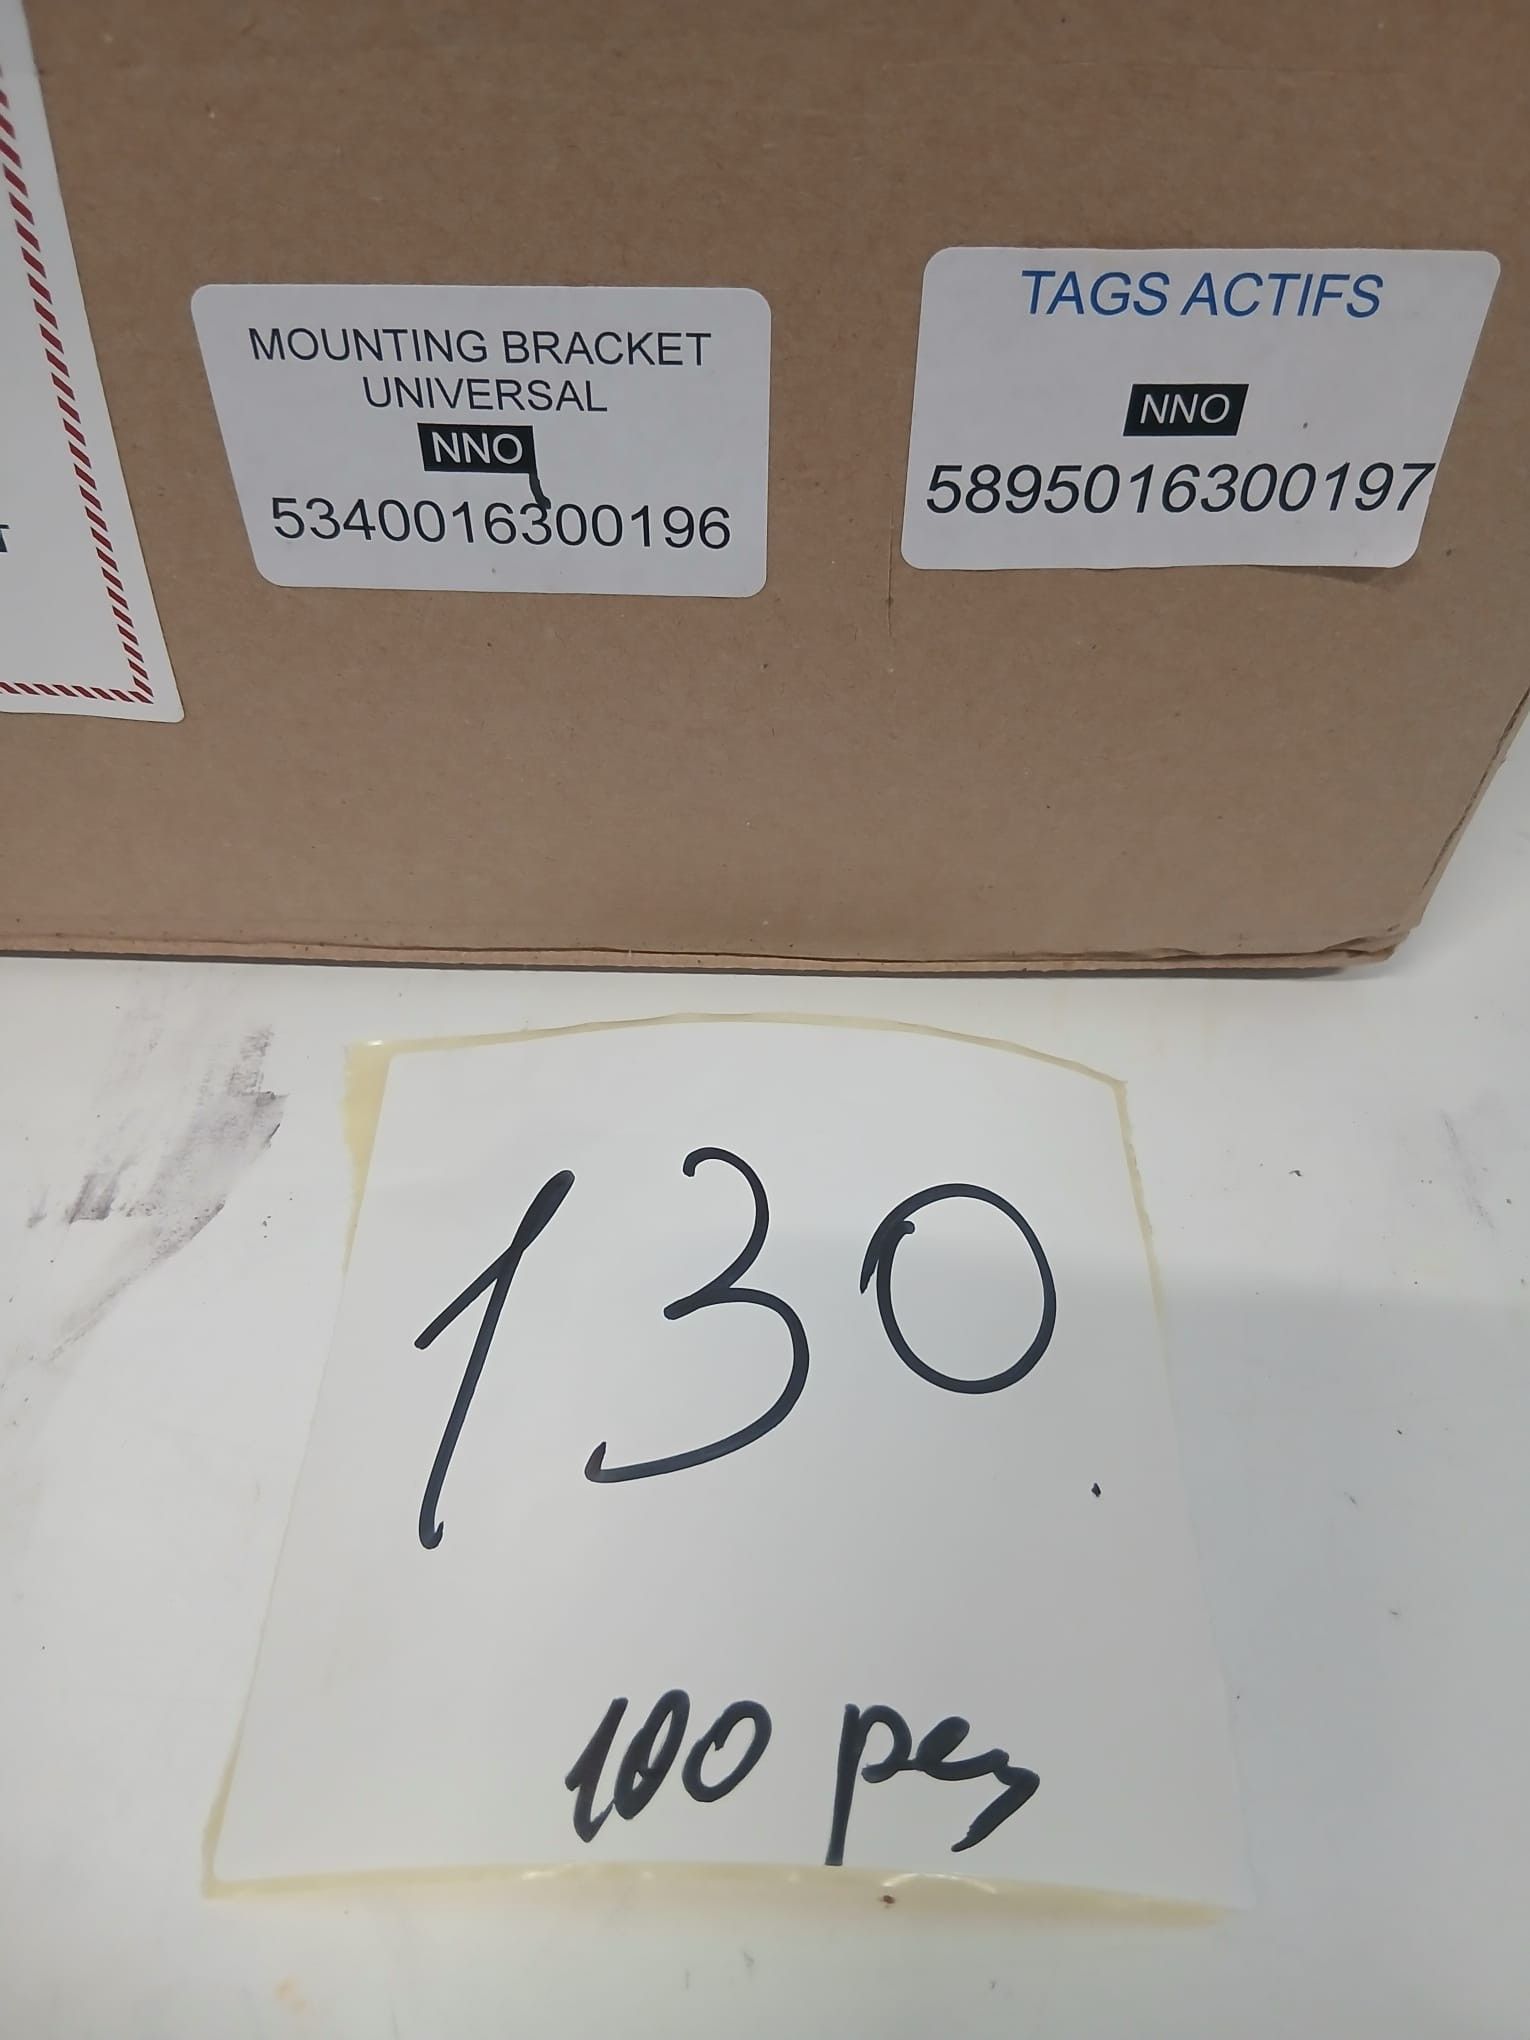 MOUNTING BRACKET
UNIVERSAL
NNO
5340016300196
TAGS ACTIFS
NNO
5895016300197
130
100 pcs